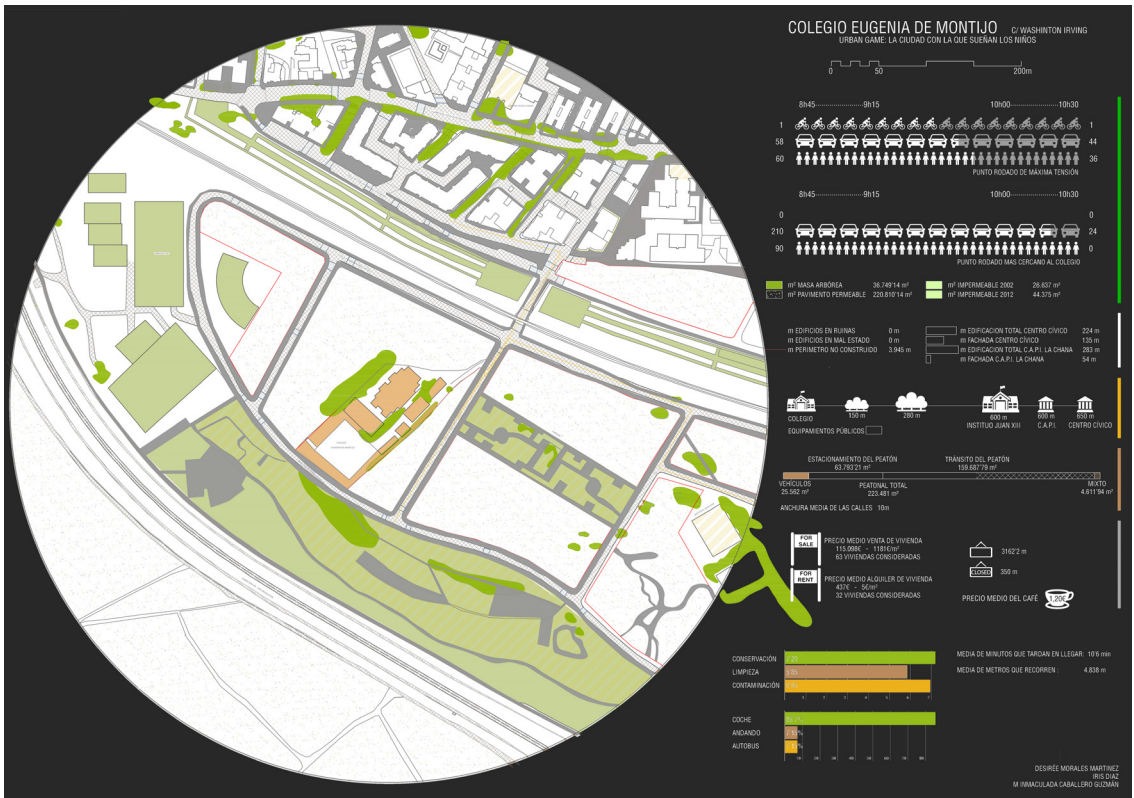 COLEGIO EUGENIA DE MONTIJO C/ WASHINTON IRVING
URBAN GAME: LA CIUDAD CON LA QUE SUEÑAN LOS NIÑOS
0 50 200m
8h45 9h15 10h00 10h30
1 1
58 44
60 36
PUNTO RODADO DE MÁXIMA TENSIÓN
8h45 9h15 10h00 10h30
0 0
210 24
90 0
PUNTO RODADO MAS CERCANO AL COLEGIO
m² MASA ARBÓREA 36.749'14 m² m² IMPERMEABLE 2002 26.637 m²
m² PAVIMENTO PERMEABLE 220.810'14 m² m² IMPERMEABLE 2012 44.375 m²
m EDIFICIOS EN RUINAS 0 m m EDIFICACION TOTAL CENTRO CÍVICO 224 m
m EDIFICIOS EN MAL ESTADO 0 m m FACHADA CENTRO CÍVICO 135 m
m PERIMETRO NO CONSTRUIDO 3.945 m m EDIFICACION TOTAL C.A.P.I. LA CHANA 283 m
m FACHADA C.A.P.I. LA CHANA 54 m
COLEGIO 150 m 280 m 600 m 600 m 650 m
INSTITUO JUAN XIII C.A.P.I. CENTRO CÍVICO
EQUIPAMIENTOS PÚBLICOS
ESTACIONAMIENTO DEL PEATÓN TRÁNSITO DEL PEATÓN
63.793'21 m² 159.687'79 m²
VEHÍCULOS PEATONAL TOTAL MIXTO
25.562 m² 223.481 m² 4.611'94 m²
ANCHURA MEDIA DE LAS CALLES 10m
FOR SALE
PRECIO MEDIO VENTA DE VIVIENDA
115.098€ - 1181€/m²
63 VIVIENDAS CONSIDERADAS
3162'2 m
CLOSED 350 m
FOR RENT
PRECIO MEDIO ALQUILER DE VIVIENDA
437€ - 5€/m²
32 VIVIENDAS CONSIDERADAS
PRECIO MEDIO DEL CAFÉ 1,20€
CONSERVACIÓN
LIMPIEZA
CONTAMINACIÓN
1 2 3 4 5 6 7
MEDIA DE MINUTOS QUE TARDAN EN LLEGAR: 10'6 min
MEDIA DE METROS QUE RECORREN : 4.838 m
COCHE
ANDANDO
AUTOBUS
DESIRÉE MORALES MARTINEZ
IRIS DIAZ
M INMACULADA CABALLERO GUZMÁN